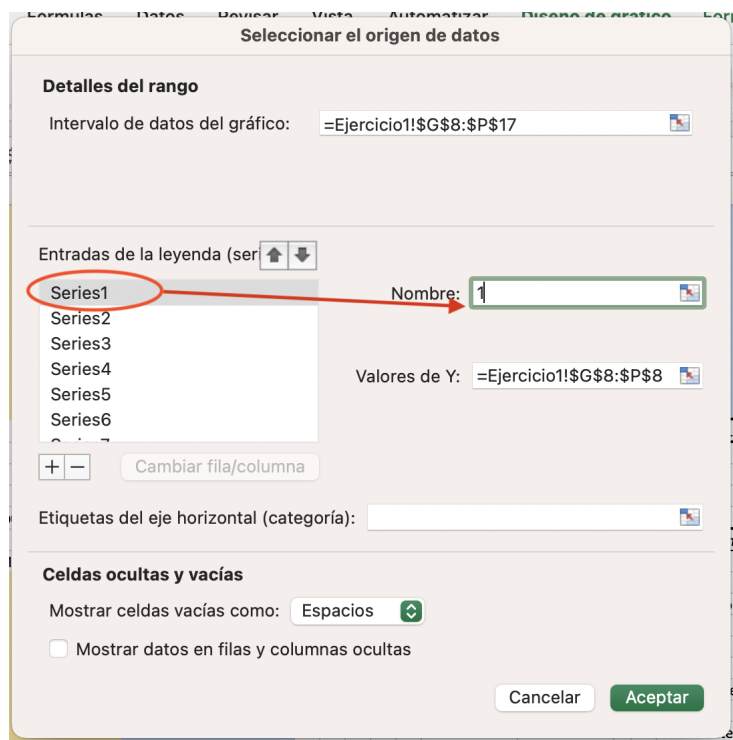 Formulas Datos Revisar Vista Automatizar Diseño de gráfico
Seleccionar el origen de datos
Detalles del rango
Intervalo de datos del gráfico: =Ejercicio1!$G$8:$P$17
Entradas de la leyenda (seri
Series1
Nombre: 1
Series2
Series3
Series4
Valores de Y: =Ejercicio1!$G$8:$P$8
Series5
Series6
+ − Cambiar fila/columna
Etiquetas del eje horizontal (categoría):
Celdas ocultas y vacías
Mostrar celdas vacías como: Espacios
Mostrar datos en filas y columnas ocultas
Cancelar Aceptar